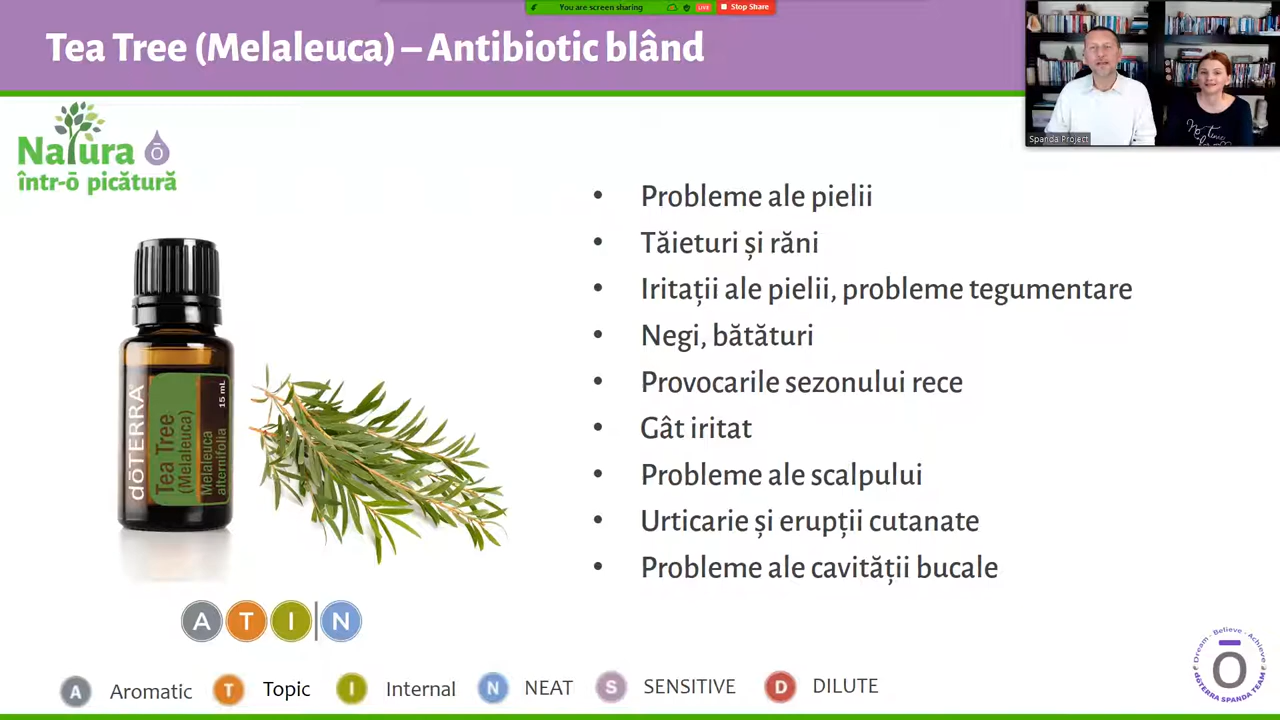 You are screen sharing
LIVE
Stop Share
Tea Tree (Melaleuca) – Antibiotic blând
Spanda Project
Natura ō
într-ō picătură
• Probleme ale pielii
• Tăieturi și răni
• Iritații ale pielii, probleme tegumentare
• Negi, bătături
• Provocarile sezonului rece
• Gât iritat
• Probleme ale scalpului
• Urticarie și erupții cutanate
• Probleme ale cavității bucale
dōTERRA
Tea Tree
(Melaleuca)
Melaleuca
alternifolia
15 mL
A T I | N
A Aromatic T Topic I Internal N NEAT S SENSITIVE D DILUTE
Dream - Believe - Achieve
ō
dōTERRA SPANDA TEAM